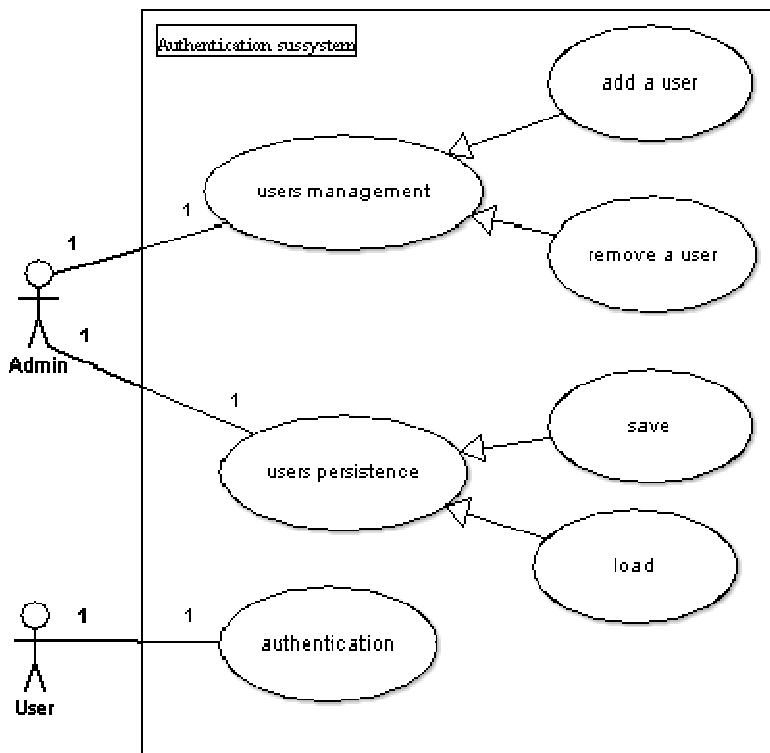 Authentication sussystem
add a user
users management
1
1
remove a user
Admin
1
1
save
users persistence
load
1
1
authentication
User